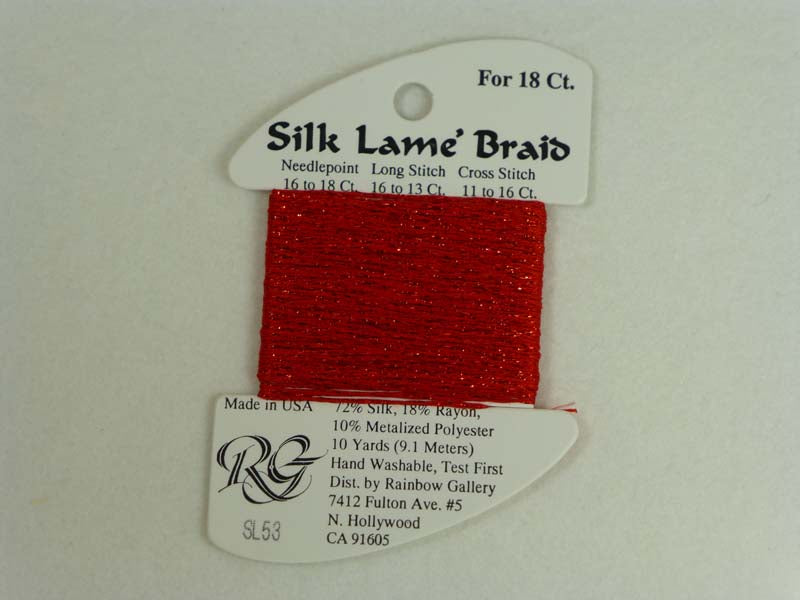 For 18 Ct.
Silk Lame' Braid
Needlepoint Long Stitch Cross Stitch
16 to 18 Ct. 16 to 13 Ct. 11 to 16 Ct.
Made in USA
72% Silk, 18% Rayon,
10% Metalized Polyester
10 Yards (9.1 Meters)
Hand Washable, Test First
Dist. by Rainbow Gallery
7412 Fulton Ave. #5
N. Hollywood
CA 91605
RG
SL53